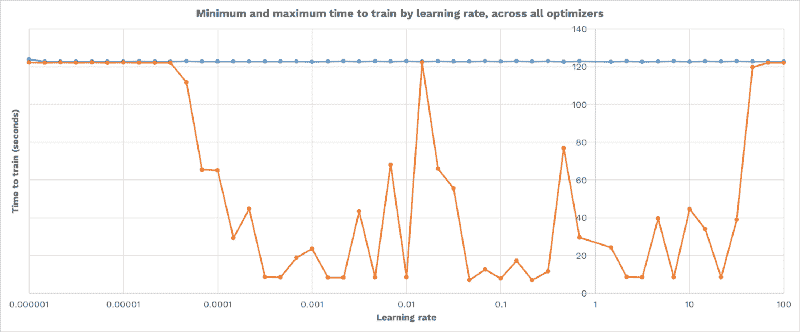 Minimum and maximum time to train by learning rate, across all optimizers
140
120
100
80
60
40
20
0
Time to train (seconds)
0.000001 0.00001 0.0001 0.001 0.01 0.1 1 10 100
Learning rate